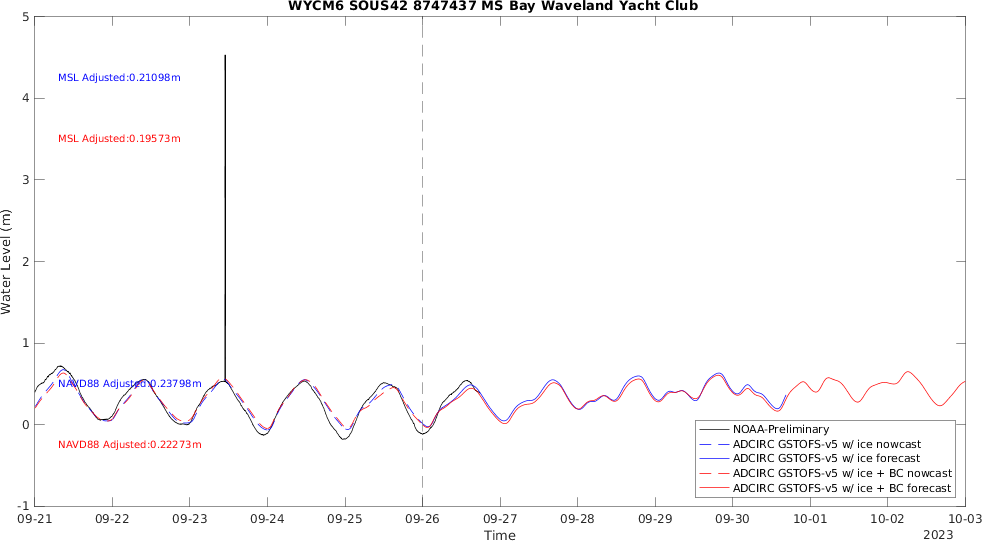 WYCM6 SOUS42 8747437 MS Bay Waveland Yacht Club
5
4
3
2
1
0
-1
Water Level (m)
MSL Adjusted:0.21098m
MSL Adjusted:0.19573m
NAVD88 Adjusted:0.23798m
NAVD88 Adjusted:0.22273m
NOAA-Preliminary
ADCIRC GSTOFS-v5 w/ ice nowcast
ADCIRC GSTOFS-v5 w/ ice forecast
ADCIRC GSTOFS-v5 w/ ice + BC nowcast
ADCIRC GSTOFS-v5 w/ ice + BC forecast
09-21 09-22 09-23 09-24 09-25 09-26 09-27 09-28 09-29 09-30 10-01 10-02 10-03
Time
2023